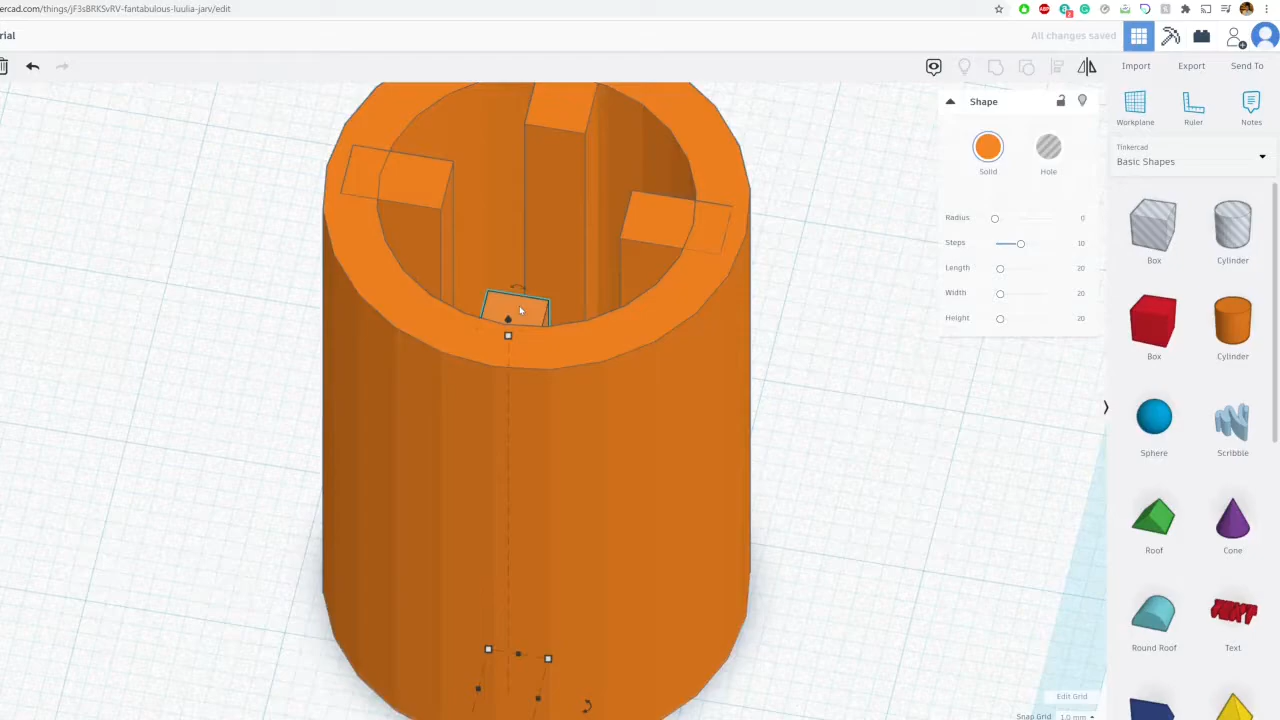 kercad.com/things/jF3sBRKSvRV-fantabulous-luulia-jarv/edit
rial
All changes saved
Import
Export
Send To
Shape
Solid
Hole
Radius
0
Steps
10
Length
20
Width
20
Height
20
Workplane
Ruler
Notes
Tinkercad
Basic Shapes
Box
Cylinder
Box
Cylinder
Sphere
Scribble
Roof
Cone
Round Roof
TEXT
Text
Edit Grid
Snap Grid 1.0 mm